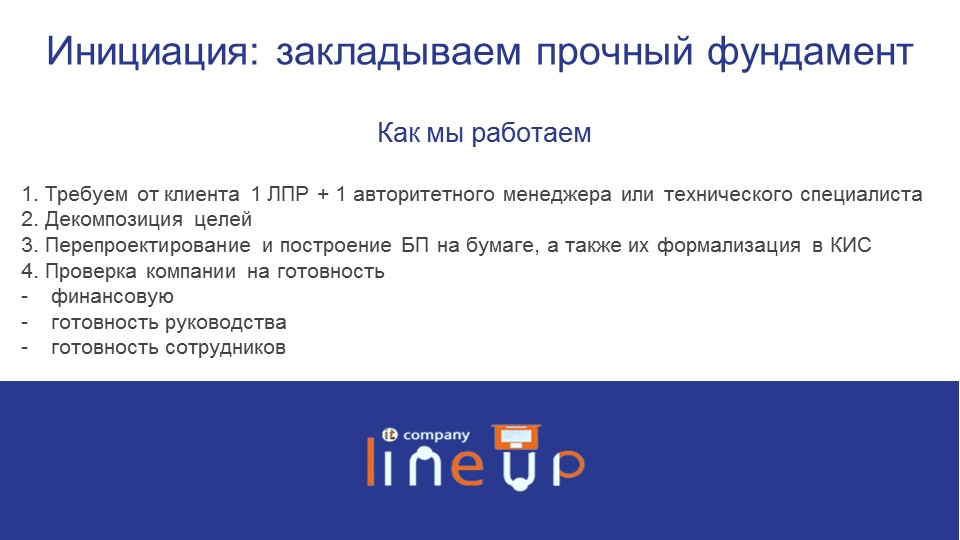 Инициация: закладываем прочный фундамент
Как мы работаем
1. Требуем от клиента 1 ЛПР + 1 авторитетного менеджера или технического специалиста
2. Декомпозиция целей
3. Перепроектирование и построение БП на бумаге, а также их формализация в КИС
4. Проверка компании на готовность
- финансовую
- готовность руководства
- готовность сотрудников
it company
line up